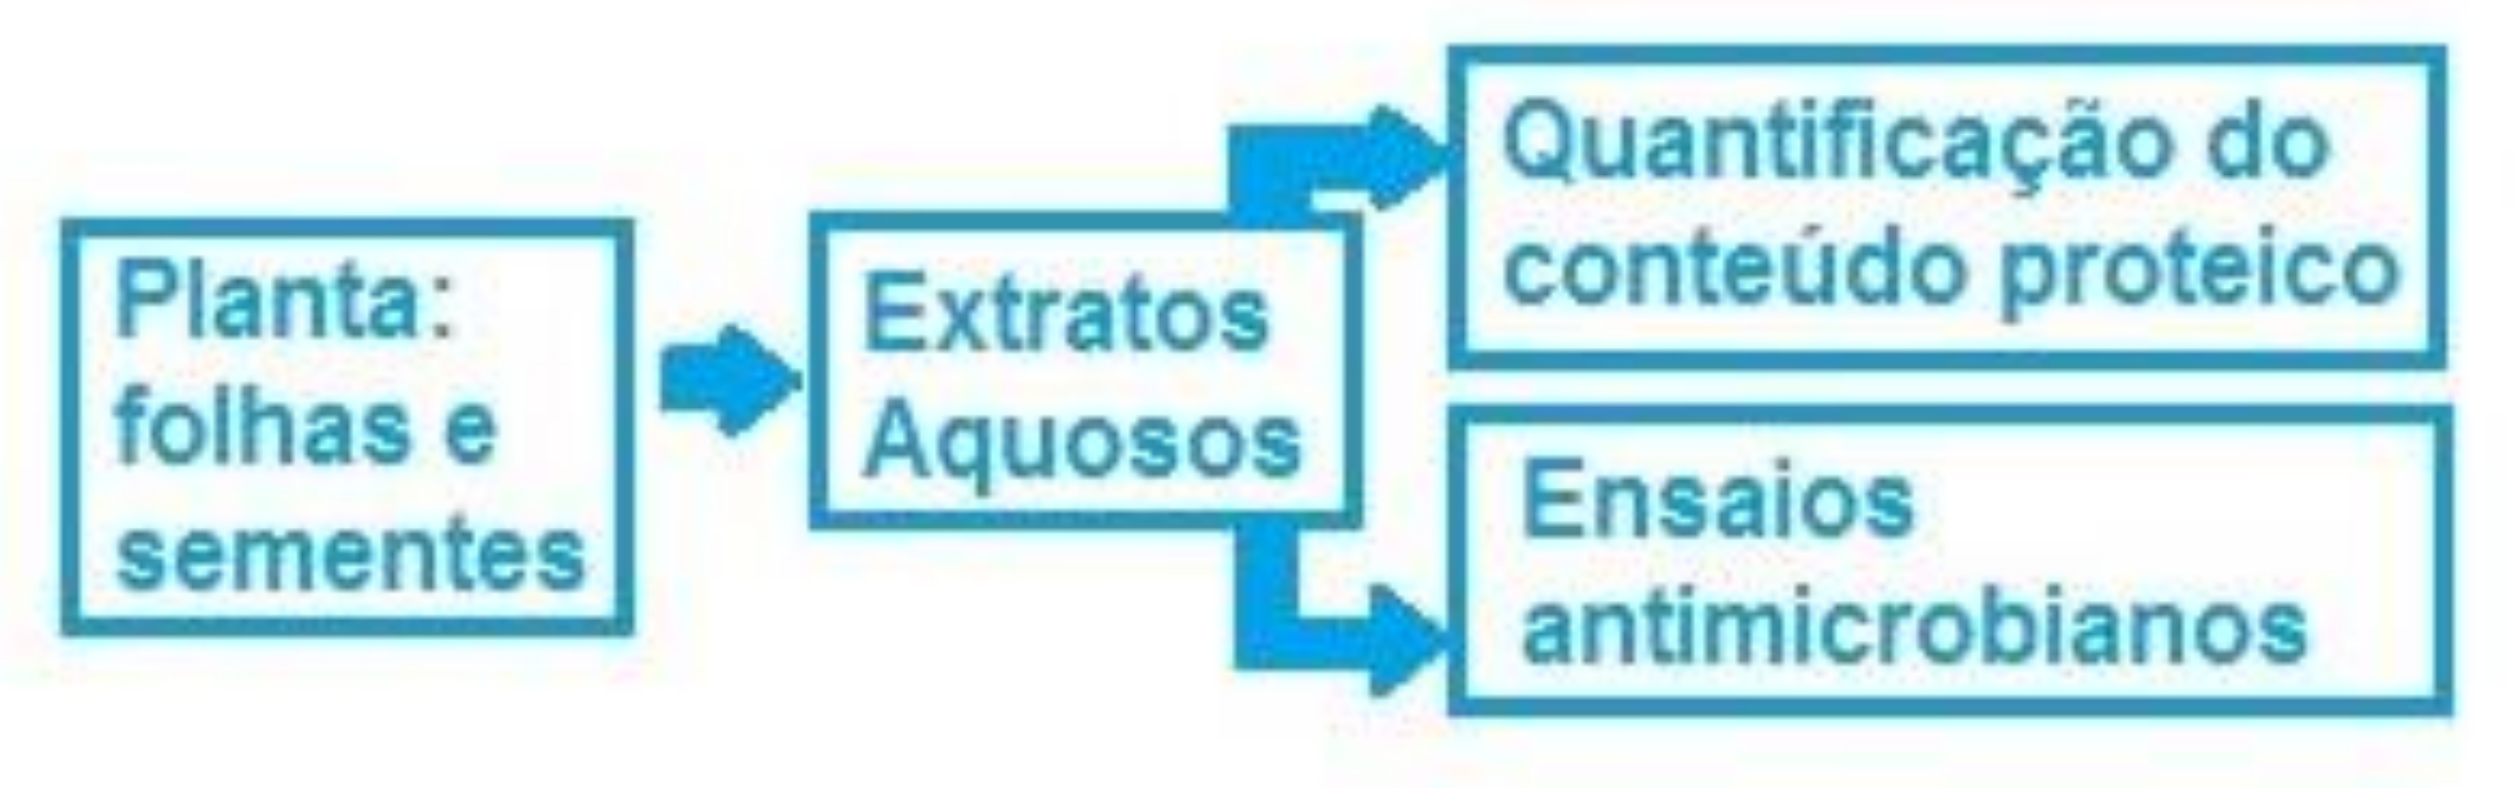 Planta:
folhas e
sementes
Extratos
Aquosos
Quantificação do
conteúdo proteico
Ensaios
antimicrobianos